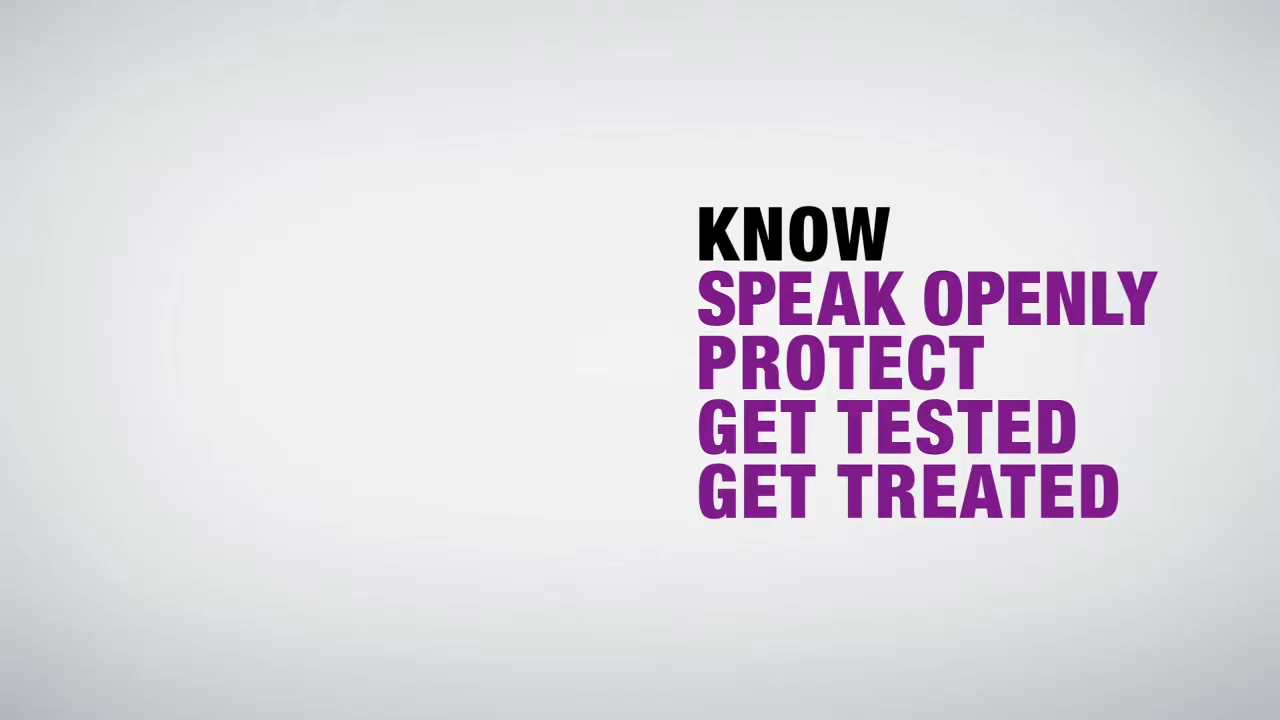 KNOW
SPEAK OPENLY
PROTECT
GET TESTED
GET TREATED